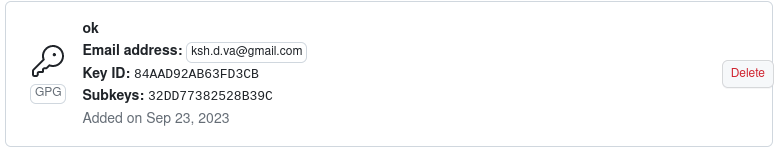 ok
Email address: ksh.d.va@gmail.com
Key ID: 84AAD92AB63FD3CB
GPG
Subkeys: 32DD77382528B39C
Added on Sep 23, 2023
Delete